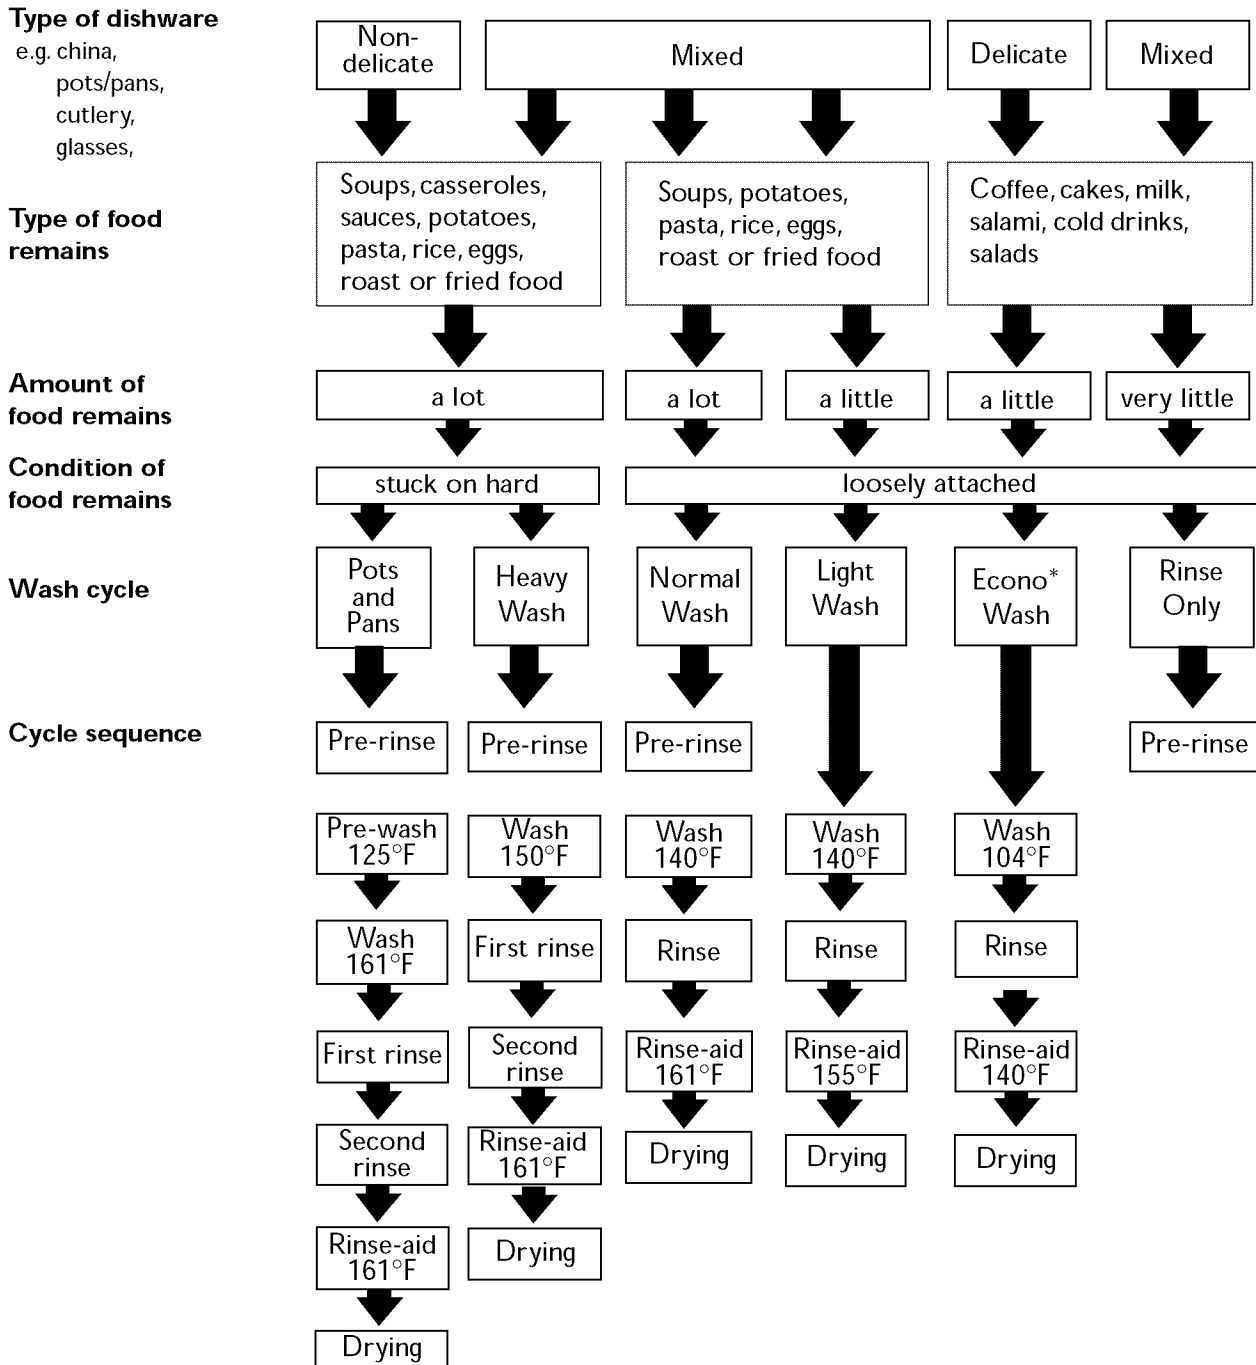 Type of dishware
e.g. china,
pots/pans,
cutlery,
glasses,
Non-
delicate
Mixed
Delicate
Mixed
Type of food
remains
Soups, casseroles,
sauces, potatoes,
pasta, rice, eggs,
roast or fried food
Soups, potatoes,
pasta, rice, eggs,
roast or fried food
Coffee, cakes, milk,
salami, cold drinks,
salads
Amount of
food remains
a lot
a lot
a little
a little
very little
Condition of
food remains
stuck on hard
loosely attached
Wash cycle
Pots
and
Pans
Heavy
Wash
Normal
Wash
Light
Wash
Econo*
Wash
Rinse
Only
Cycle sequence
Pre-rinse
Pre-rinse
Pre-rinse
Pre-rinse
Pre-wash
125°F
Wash
150°F
Wash
140°F
Wash
140°F
Wash
104°F
Wash
161°F
First rinse
Rinse
Rinse
Rinse
First rinse
Second
rinse
Rinse-aid
161°F
Rinse-aid
155°F
Rinse-aid
140°F
Second
rinse
Rinse-aid
161°F
Drying
Drying
Drying
Rinse-aid
161°F
Drying
Drying